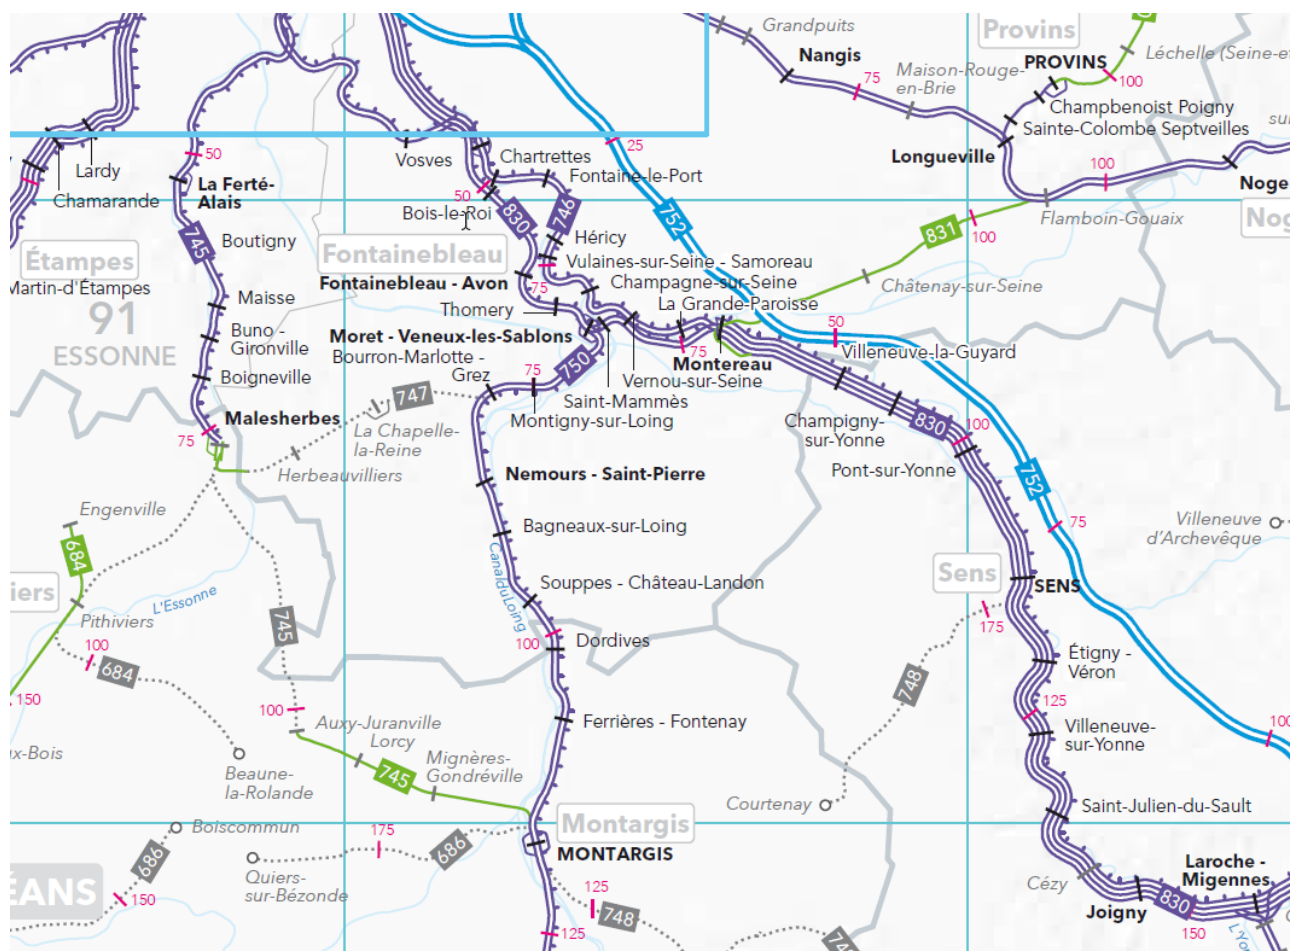 Grandpuits
Provins
Nangis
PROVINS
Léchelle (Seine-et
75
Maison-Rouge-
en-Brie
100
Champbenoist Poigny
Sainte-Colombe Septveilles
su
Vosves
25
Longueville
100
Lardy
50
Chartrettes
Fontaine-le-Port
Noge
Chamarande
La Ferté-
Alais
50
Bois-le-Roi
830
746
752
Flamboin-Gouaix
Nog
745
Boutigny
Héricy
831
100
Étampes
Fontainebleau
Vulaines-sur-Seine - Samoreau
Martin-d'Étampes
Fontainebleau - Avon
75
Champagne-sur-Seine
Châtenay-sur-Seine
Maisse
Thomery
La Grande-Paroisse
91
ESSONNE
Buno -
Gironville
Moret - Veneux-les-Sablons
50
Bourron-Marlotte -
Grez
750
75
Montereau
Villeneuve-la-Guyard
Boigneville
75
Vernou-sur-Seine
747
Saint-Mammès
Malesherbes
Montigny-sur-Loing
Champigny-
sur-Yonne
830
100
75
La Chapelle-
la-Reine
Pont-sur-Yonne
Herbeauvilliers
Nemours - Saint-Pierre
752
Engenville
Bagneaux-sur-Loing
75
Villeneuve
d'Archevêque
684
Canal du Loing
iers
L'Essonne
Souppes - Château-Landon
Sens
SENS
Pithiviers
745
175
100
684
100
Dordives
Étigny -
Véron
748
150
100
Auxy-Juranville
Lorcy
Ferrières - Fontenay
125
Villeneuve-
sur-Yonne
100
ux-Bois
Mignères-
Gondréville
745
Beaune-
la-Rolande
Courtenay
Saint-Julien-du-Sault
Boiscommun
175
Montargis
686
686
MONTARGIS
Laroche -
Migennes
ÉANS
Quiers-
sur-Bézonde
150
125
748
Cézy
Joigny
830
150
125
74
L'Yo